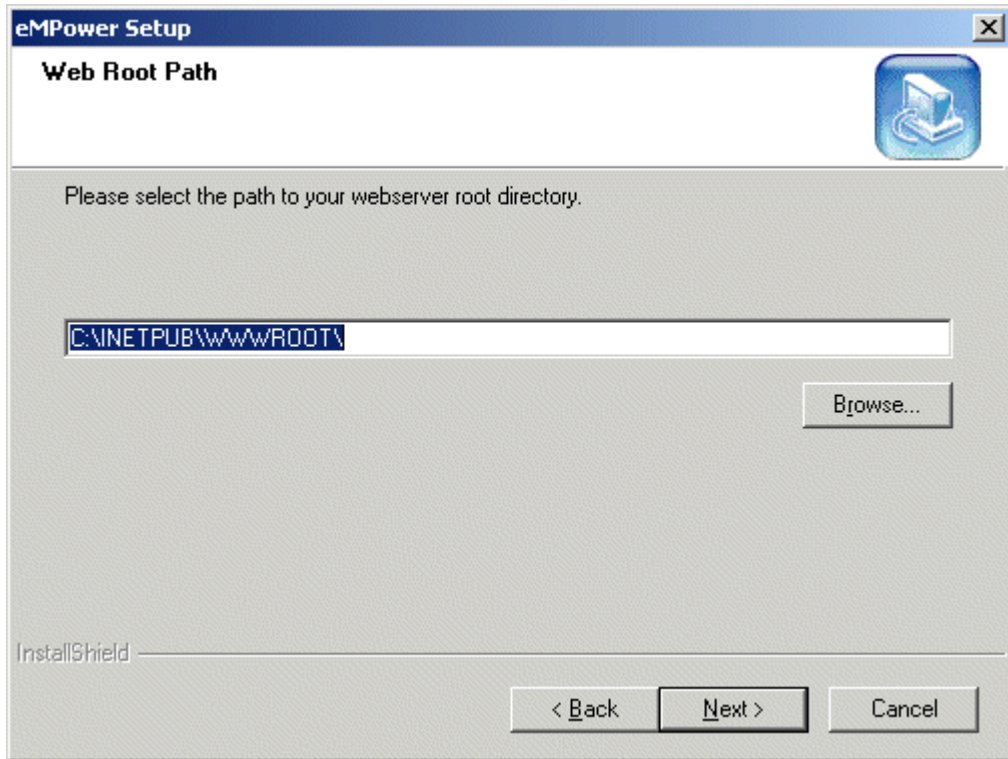 eMPower Setup
Web Root Path
Please select the path to your webserver root directory.
C:\INETPUB\WWWROOT\
Browse...
InstallShield
< Back Next > Cancel